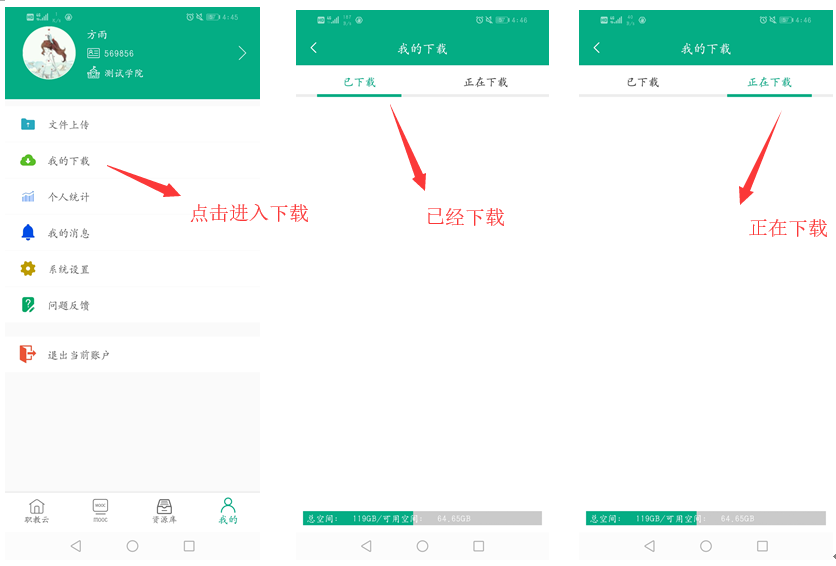 4:45
方雨
569856
测试学院
文件上传
我的下载
个人统计
我的消息
系统设置
问题反馈
退出当前账户
职教云
mooc
资源库
我的
点击进入下载
4:46
我的下载
已下载
正在下载
已经下载
总空间: 119GB/可用空间: 64.65GB
4:46
我的下载
已下载
正在下载
正在下载
总空间: 119GB/可用空间: 64.65GB